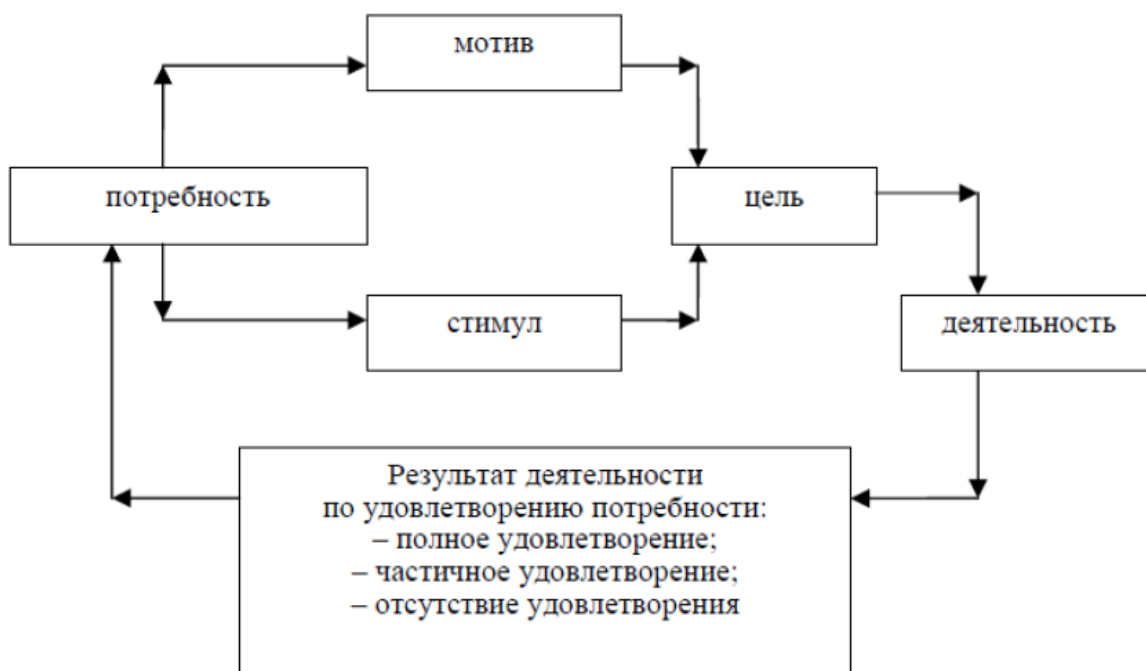 мотив
потребность
цель
стимул
деятельность
Результат деятельности
по удовлетворению потребности:
– полное удовлетворение;
– частичное удовлетворение;
– отсутствие удовлетворения